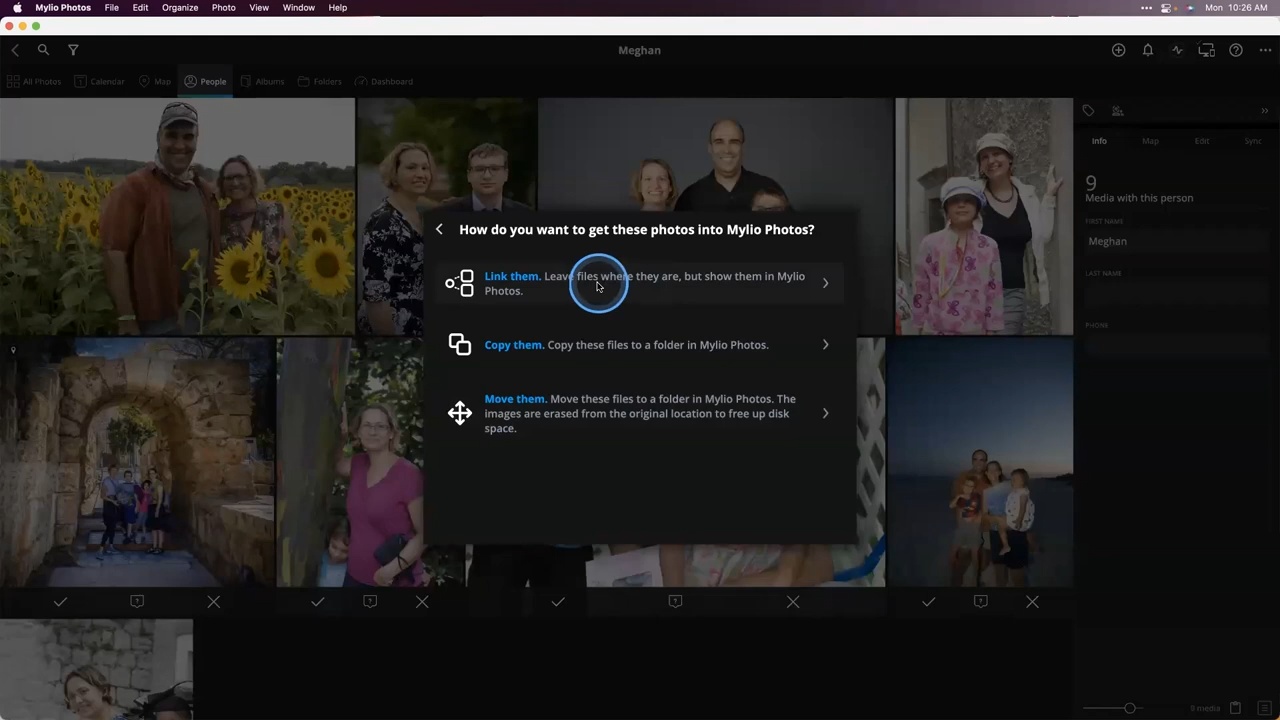 Mylio Photos File Edit Organize Photo View Window Help Mon 10:26 AM
Meghan
All Photos Calendar Map People Albums Folders Dashboard
How do you want to get these photos into Mylio Photos?
Link them. Leave files where they are, but show them in Mylio
Photos.
Copy them. Copy these files to a folder in Mylio Photos.
Move them. Move these files to a folder in Mylio Photos. The
images are erased from the original location to free up disk
space.
Info Map Edit Sync
9
Media with this person
FIRST NAME
Meghan
LAST NAME
PHONE
9 media